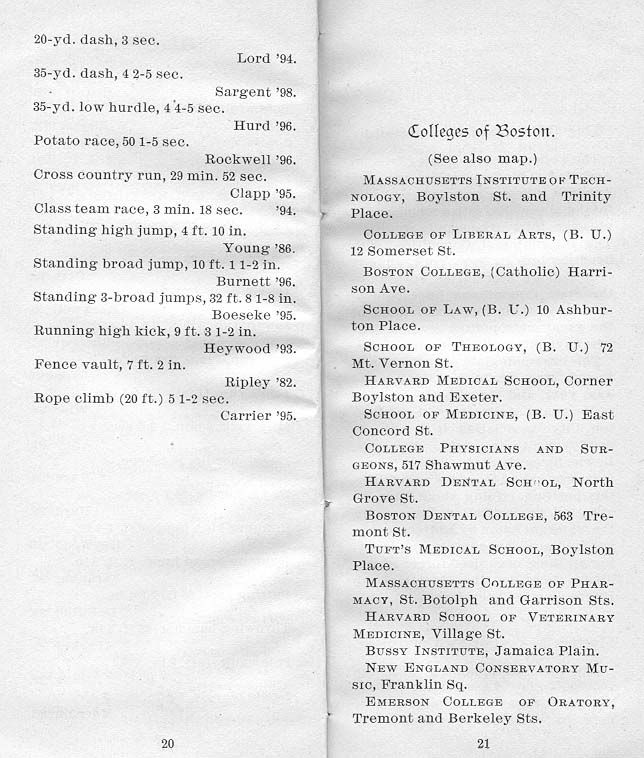 20-yd. dash, 3 sec.
Lord '94.
35-yd. dash, 4 2-5 sec.
Sargent '98.
35-yd. low hurdle, 4 4-5 sec.
Hurd '96.
Potato race, 50 1-5 sec.
Rockwell '96.
Cross country run, 29 min. 52 sec.
Clapp '95.
Class team race, 3 min. 18 sec. '94.
Standing high jump, 4 ft. 10 in.
Young '86.
Standing broad jump, 10 ft. 1 1-2 in.
Burnett '96.
Standing 3-broad jumps, 32 ft. 8 1-8 in.
Boeseke '95.
Running high kick, 9 ft. 3 1-2 in.
Heywood '93.
Fence vault, 7 ft. 2 in.
Ripley '82.
Rope climb (20 ft.) 5 1-2 sec.
Carrier '95.
20
Colleges of Boston.
(See also map.)
MASSACHUSETTS INSTITUTE OF TECH-
NOLOGY, Boylston St. and Trinity
Place.
COLLEGE OF LIBERAL ARTS, (B. U.)
12 Somerset St.
BOSTON COLLEGE, (Catholic) Harri-
son Ave.
SCHOOL OF LAW, (B. U.) 10 Ashbur-
ton Place.
SCHOOL OF THEOLOGY, (B. U.) 72
Mt. Vernon St.
HARVARD MEDICAL SCHOOL, Corner
Boylston and Exeter.
SCHOOL OF MEDICINE, (B. U.) East
Concord St.
COLLEGE PHYSICIANS AND SUR-
GEONS, 517 Shawmut Ave.
HARVARD DENTAL SCHOOL, North
Grove St.
BOSTON DENTAL COLLEGE, 563 Tre-
mont St.
TUFT'S MEDICAL SCHOOL, Boylston
Place.
MASSACHUSETTS COLLEGE OF PHAR-
MACY, St. Botolph and Garrison Sts.
HARVARD SCHOOL OF VETERINARY
MEDICINE, Village St.
BUSSY INSTITUTE, Jamaica Plain.
NEW ENGLAND CONSERVATORY MU-
SIC, Franklin Sq.
EMERSON COLLEGE OF ORATORY,
Tremont and Berkeley Sts.
21